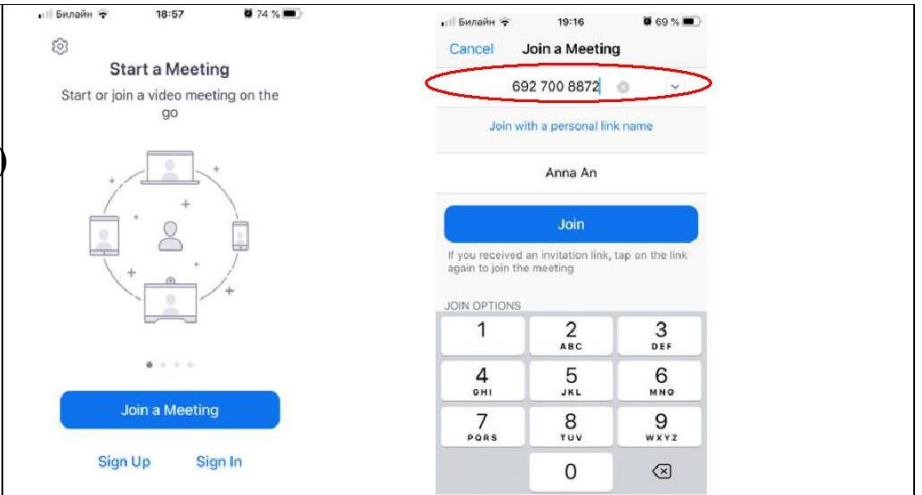 Билайн 18:57 74 %
Start a Meeting
Start or join a video meeting on the
go
Join a Meeting
Sign Up Sign In
Билайн 19:16 69 %
Cancel Join a Meeting
692 700 8872
Join with a personal link name
Anna An
Join
If you received an invitation link, tap on the link
again to join the meeting
JOIN OPTIONS
1 2 3
ABC DEF
4 5 6
GHI JKL MNO
7 8 9
PQRS TUV WXYZ
0
)